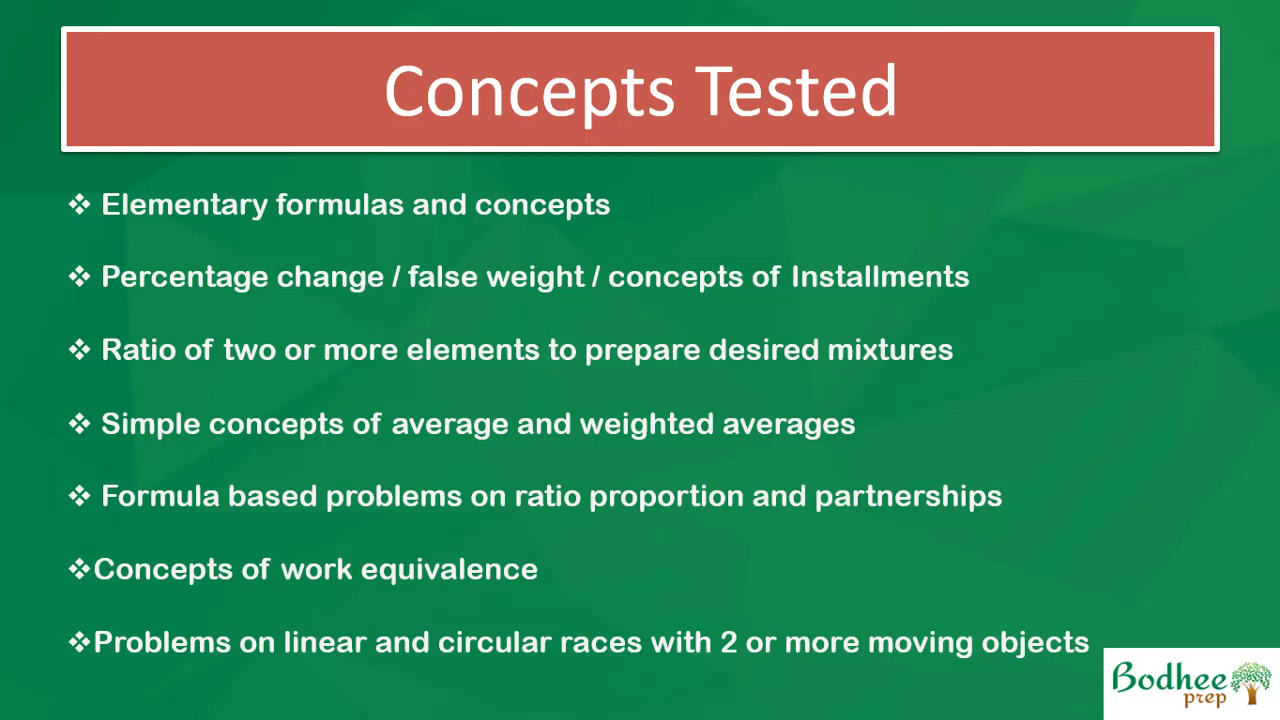 Concepts Tested
❖ Elementary formulas and concepts
❖ Percentage change / false weight / concepts of Installments
❖ Ratio of two or more elements to prepare desired mixtures
❖ Simple concepts of average and weighted averages
❖ Formula based problems on ratio proportion and partnerships
❖Concepts of work equivalence
❖Problems on linear and circular races with 2 or more moving objects
Bodhee
prep